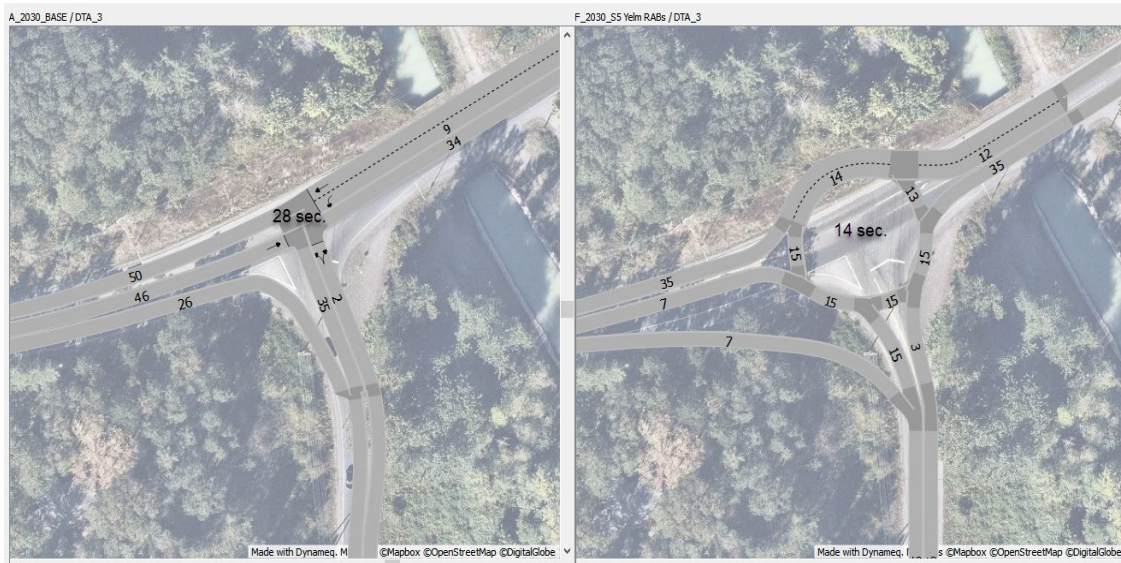 A_2030_BASE / DTA_3
9
34
28 sec.
50
46
26
2
35
Made with Dynameq. M
©Mapbox ©OpenStreetMap ©DigitalGlobe
F_2030_S5 Yelm RABs / DTA_3
12
35
14
13
14 sec.
15
15
35
7
15
15
7
15
3
Made with Dynameq.
s ©Mapbox ©OpenStreetMap ©DigitalGlobe